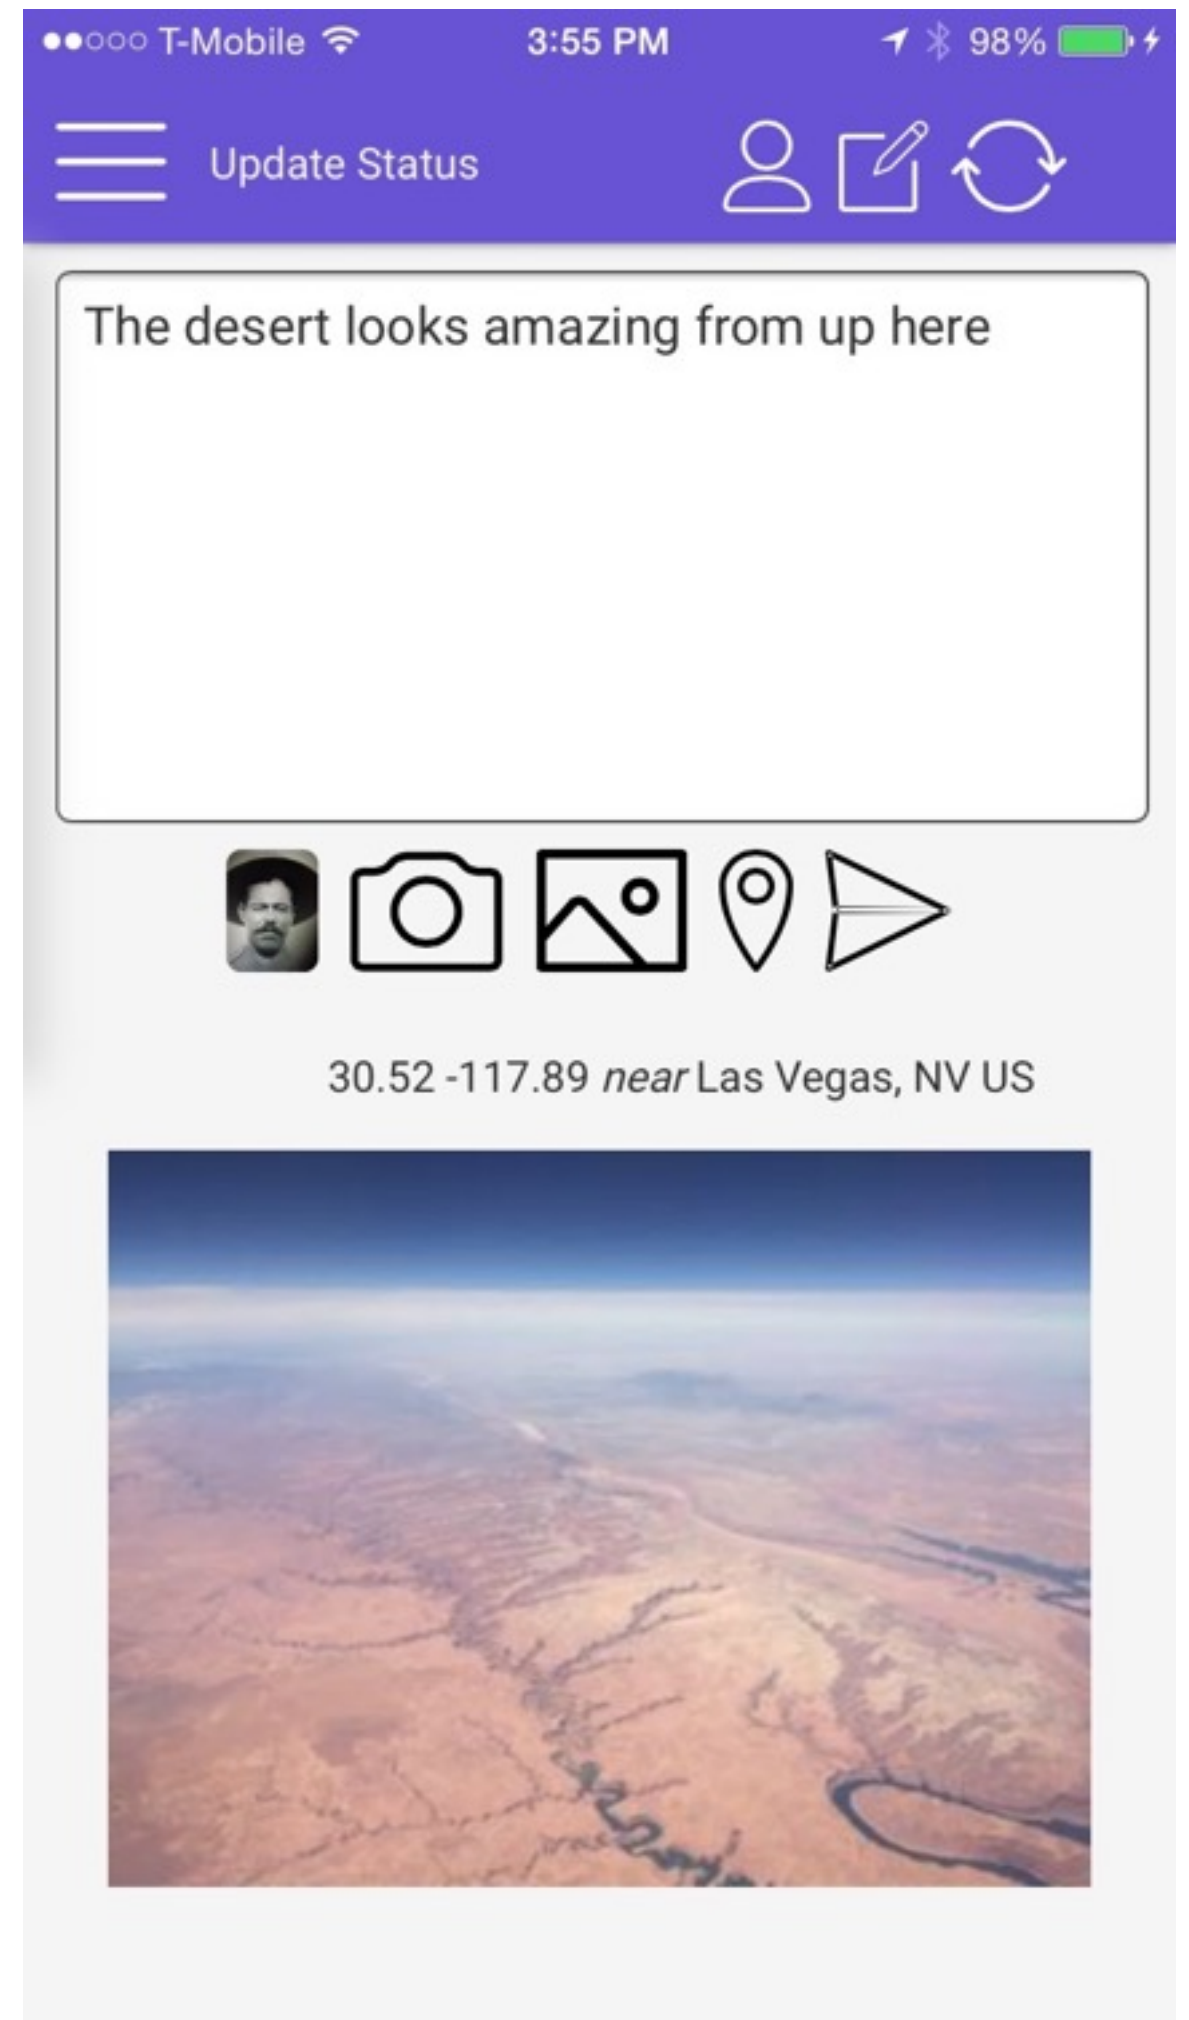 T-Mobile 3:55 PM 98%
Update Status
The desert looks amazing from up here
30.52 -117.89 near Las Vegas, NV US